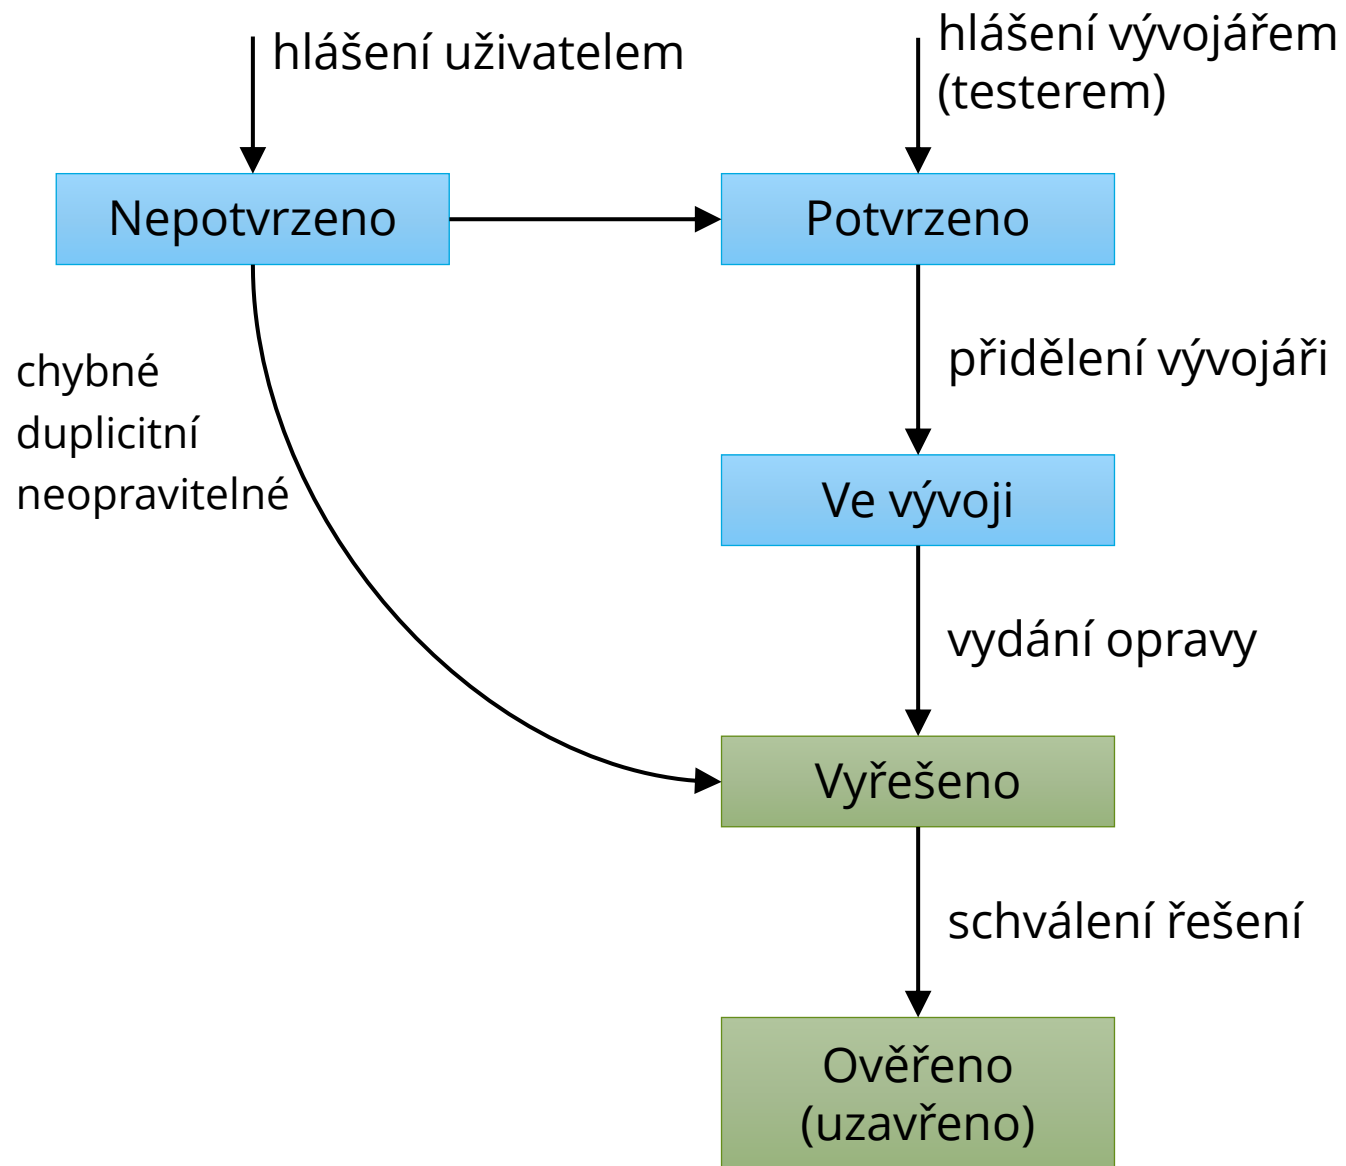 hlášení uživatelem
hlášení vývojářem
(testerem)
Nepotvrzeno
Potvrzeno
přidělení vývojáři
chybné
duplicitní
neopravitelné
Ve vývoji
vydání opravy
Vyřešeno
schválení řešení
Ověřeno
(uzavřeno)